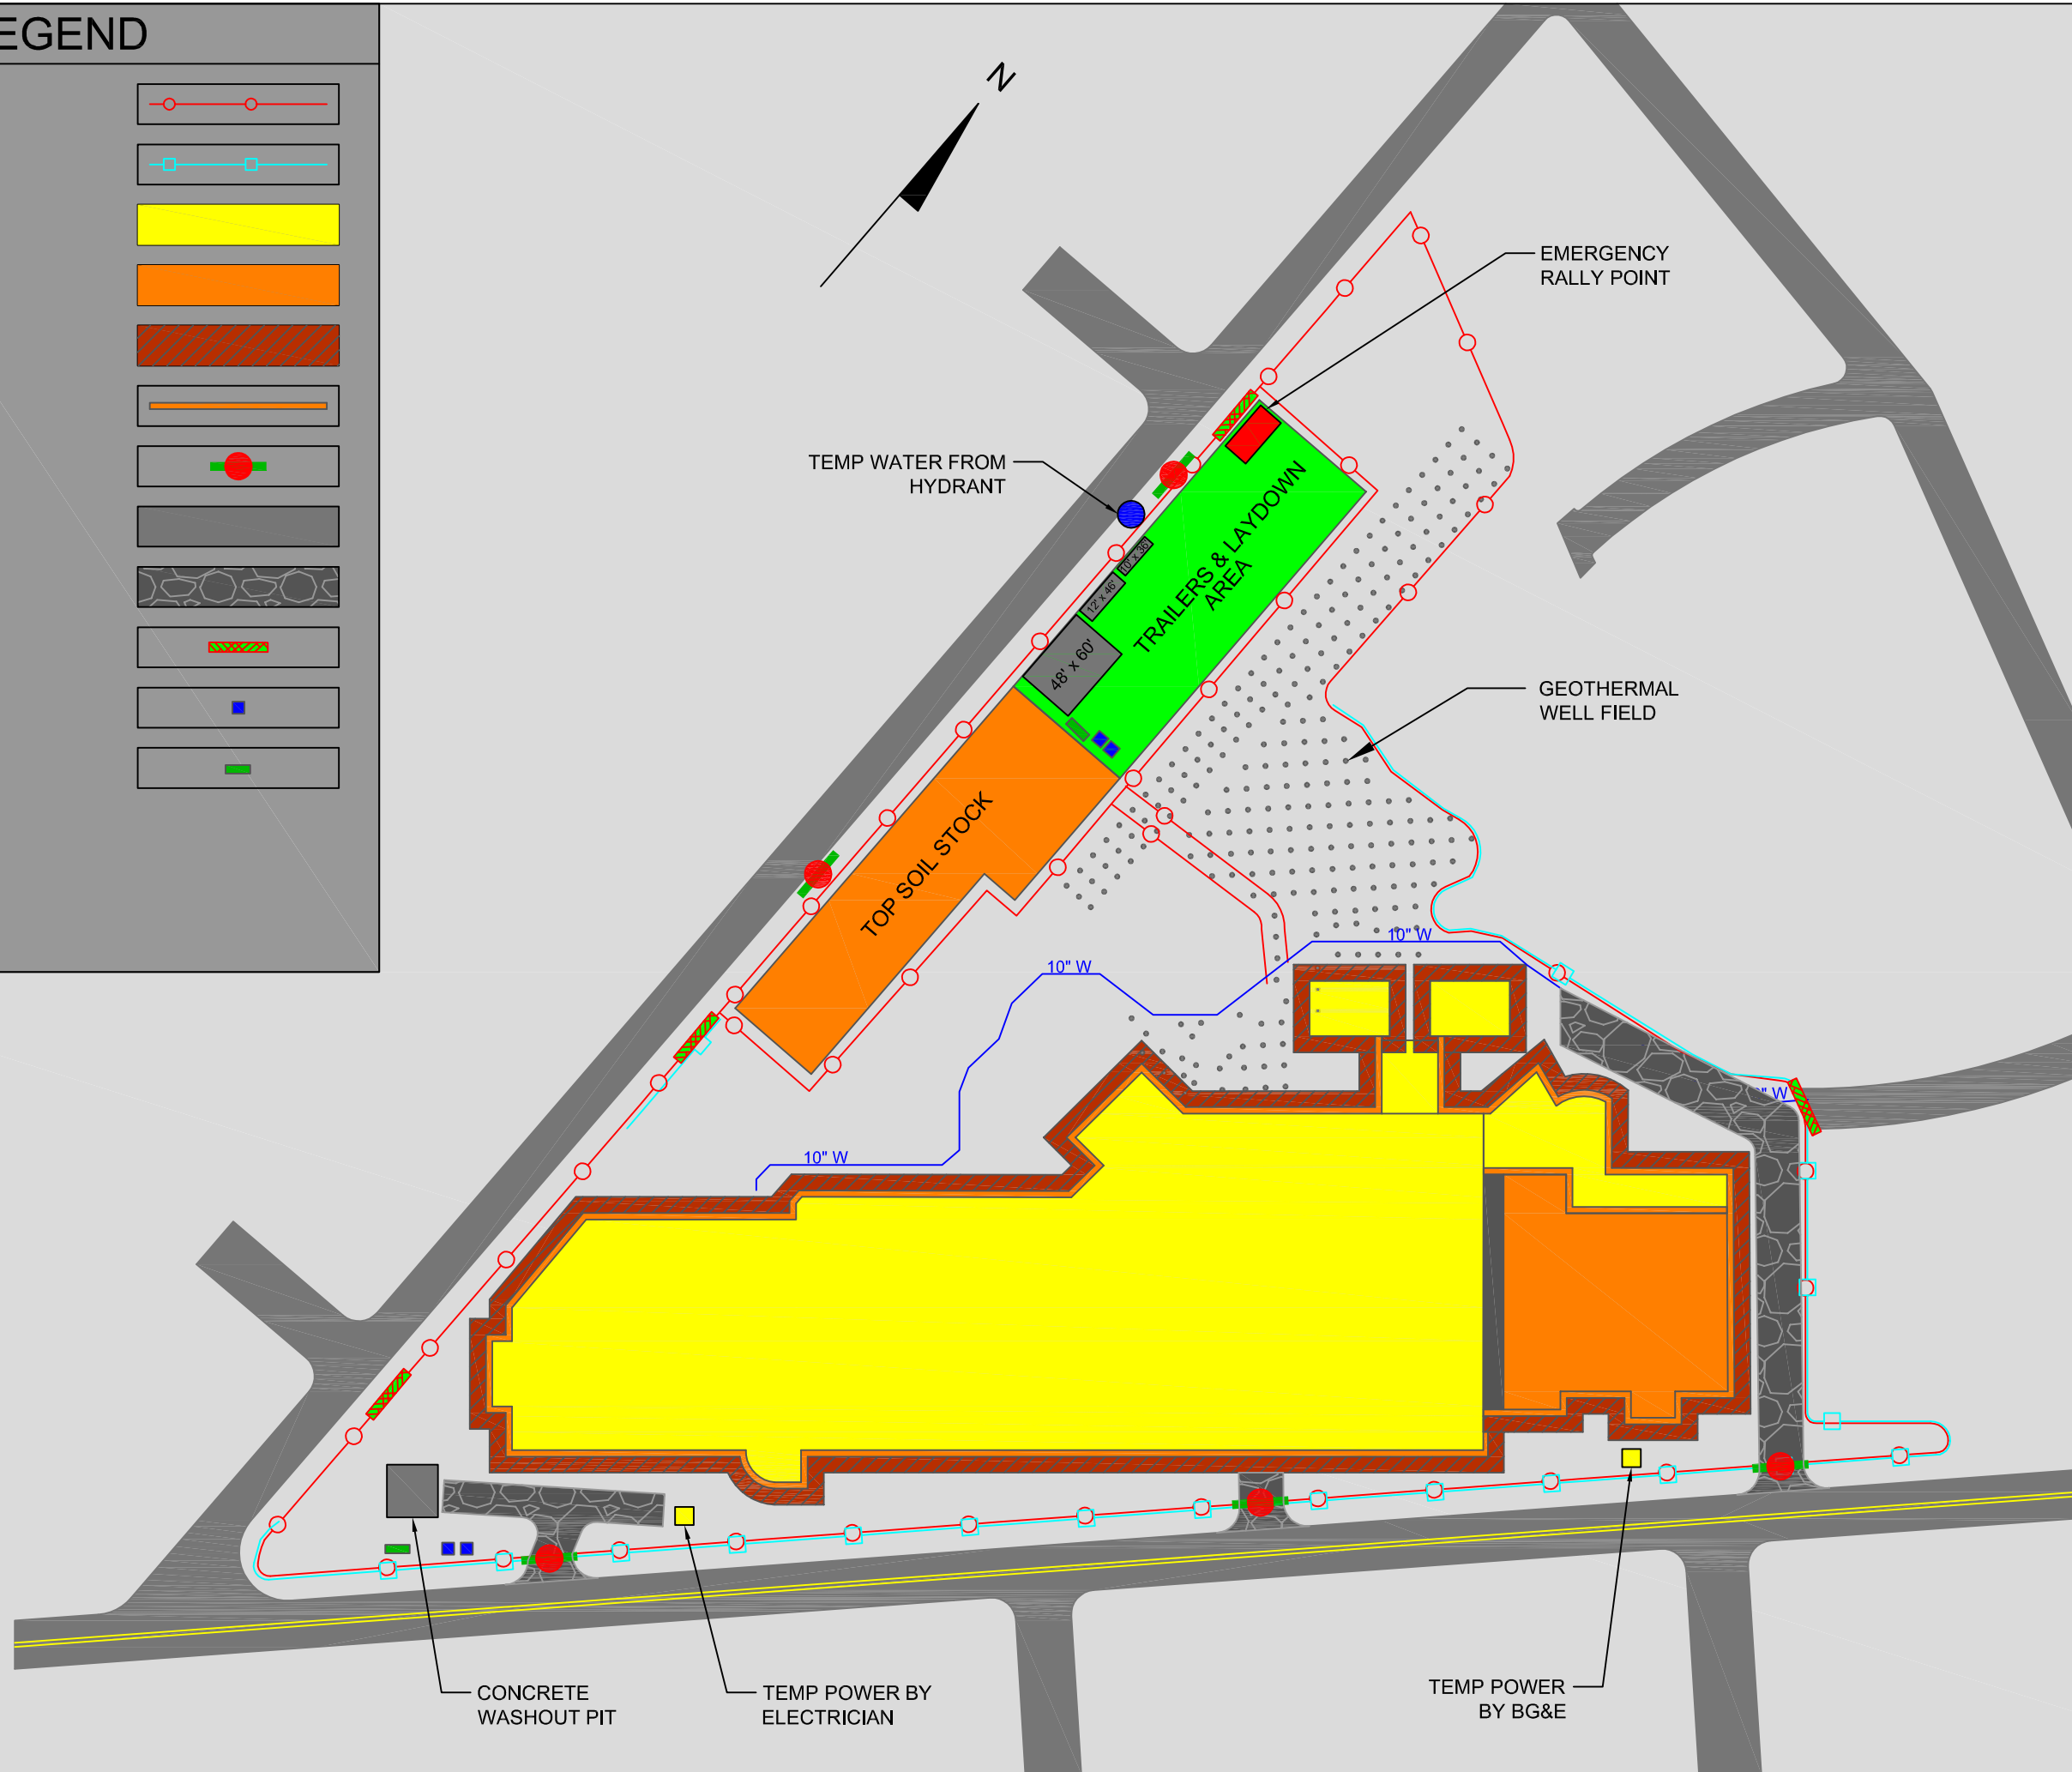 EGEND
N
EMERGENCY
RALLY POINT
TEMP WATER FROM
HYDRANT
10' x 36'
12' x 46'
48' x 60'
TRAILERS & LAYDOWN
AREA
GEOTHERMAL
WELL FIELD
TOP SOIL STOCK
10" W
10" W
10" W
" W
CONCRETE
WASHOUT PIT
TEMP POWER BY
ELECTRICIAN
TEMP POWER
BY BG&E